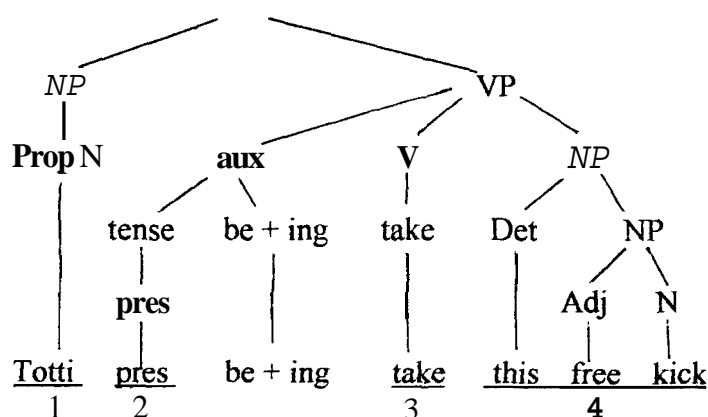 NP VP
Prop N aux V NP
tense be + ing take Det NP
pres Adj N
Totti pres be + ing take this free kick
1 2 3 4